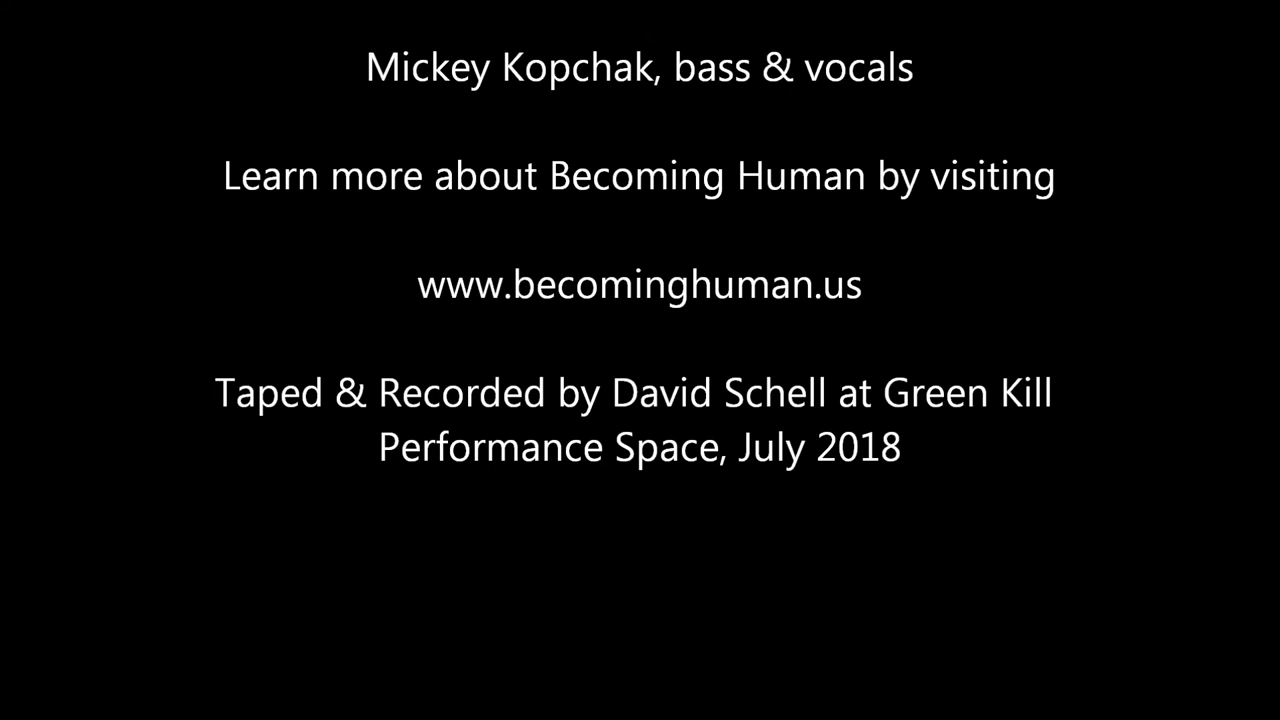 Mickey Kopchak, bass & vocals
Learn more about Becoming Human by visiting
www.becominghuman.us
Taped & Recorded by David Schell at Green Kill
Performance Space, July 2018